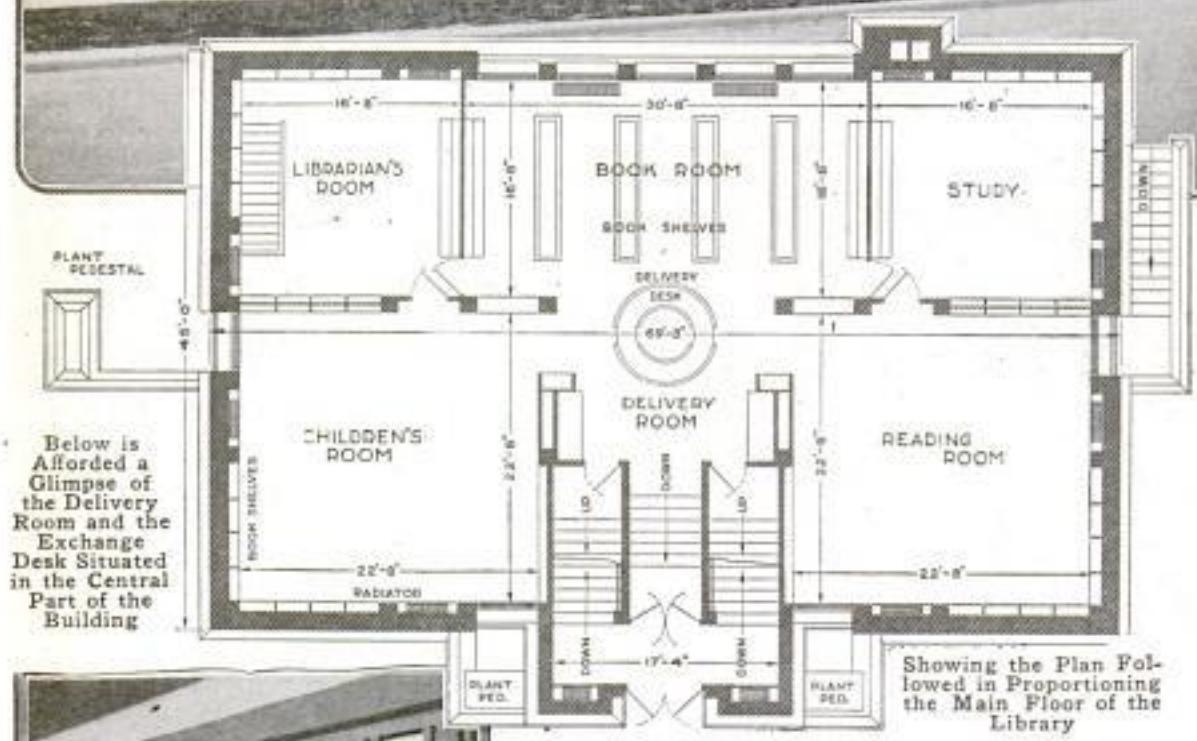 16'-8"
30'-8"
16'-8"
LIBRARIAN'S
ROOM
16'-8"
BOOK ROOM
BOOK SHELVES
STUDY
DOWN
PLANT
PEDESTAL
DELIVERY
DESK
69'-3"
45'-0"
DELIVERY
ROOM
CHILDREN'S
ROOM
22'-8"
READING
ROOM
22'-8"
BOOK SHELVES
Below is
Afforded a
Glimpse of
the Delivery
Room and the
Exchange
Desk Situated
in the Central
Part of the
Building
UP
DOWN
UP
22'-8"
RADIATOR
22'-8"
DOWN
17'-4"
DOWN
PLANT
PED.
PLANT
PED.
Showing the Plan Fol-
lowed in Proportioning
the Main Floor of the
Library